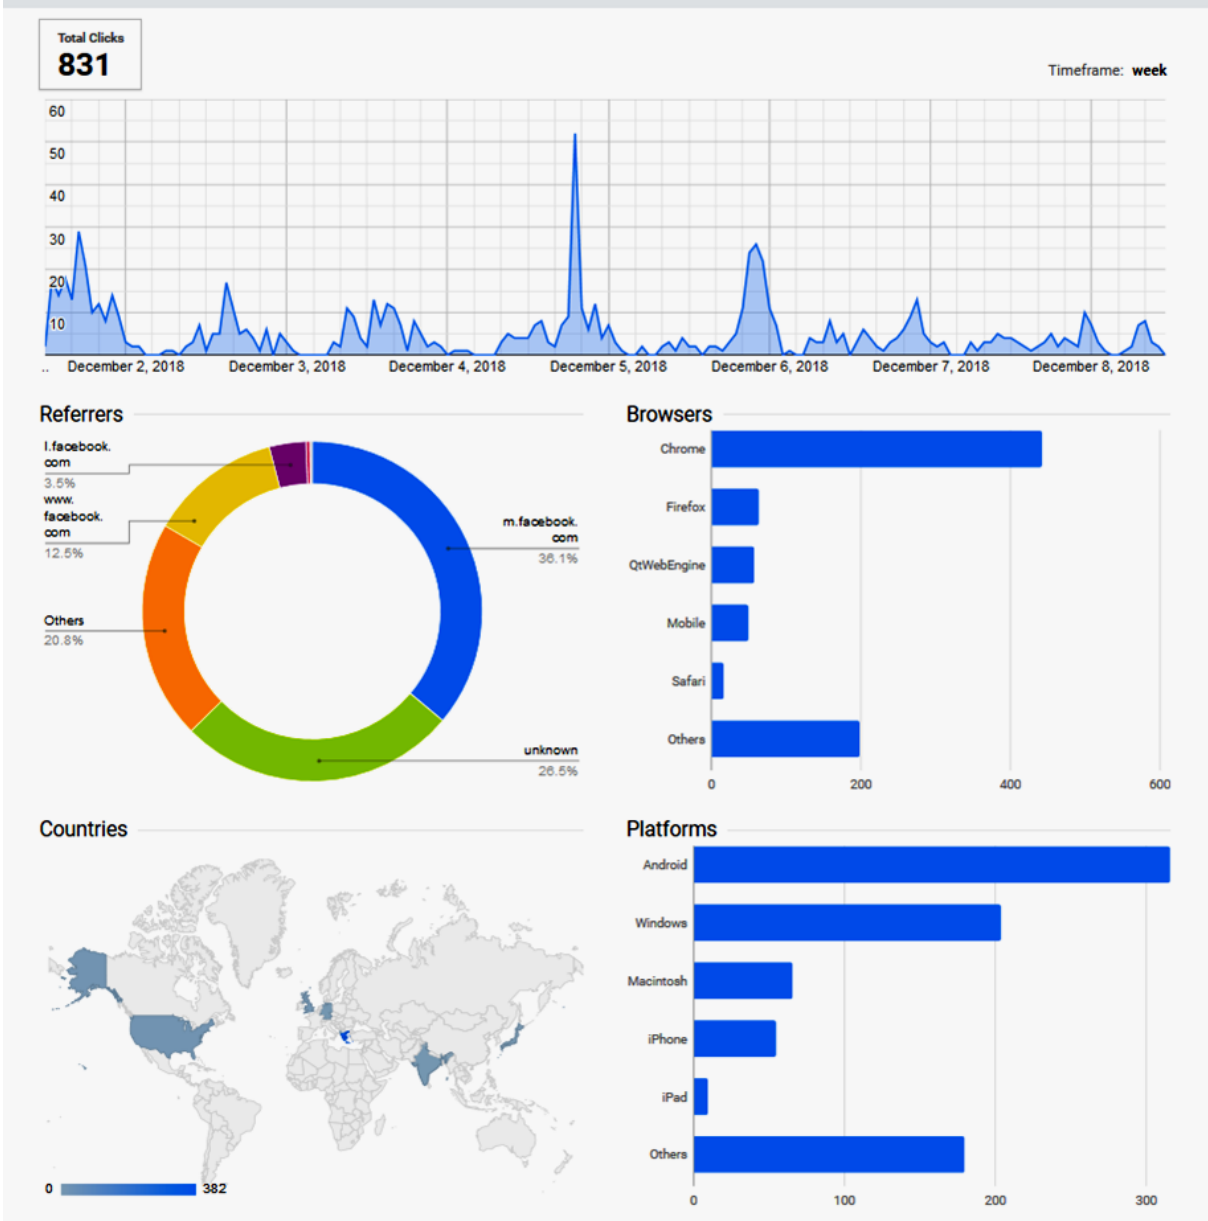 Total Clicks
831
Timeframe: week
60
50
40
30
20
10
..
December 2, 2018
December 3, 2018
December 4, 2018
December 5, 2018
December 6, 2018
December 7, 2018
December 8, 2018
Referrers
l.facebook.
com
3.5%
www.
facebook.
com
12.5%
Others
20.8%
m.facebook.
com
36.1%
unknown
26.5%
Browsers
Chrome
Firefox
QtWebEngine
Mobile
Safari
Others
0
200
400
600
Countries
0
382
Platforms
Android
Windows
Macintosh
iPhone
iPad
Others
0
100
200
300